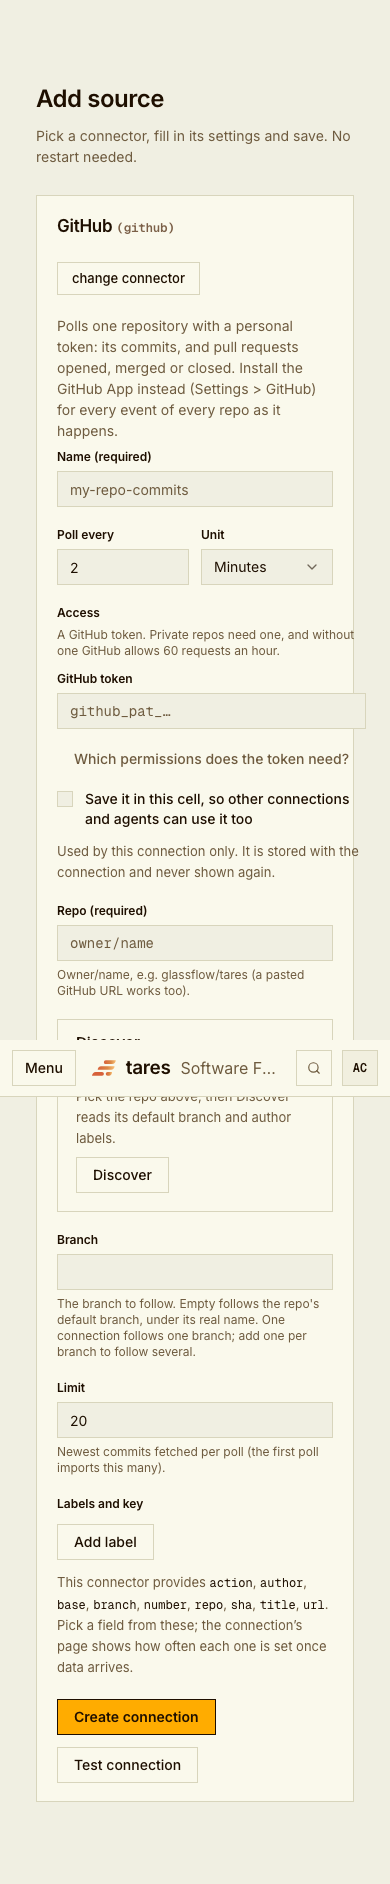 Add source
Pick a connector, fill in its settings and save. No
restart needed.
GitHub (github)
change connector
Polls one repository with a personal
token: its commits, and pull requests
opened, merged or closed. Install the
GitHub App instead (Settings > GitHub)
for every event of every repo as it
happens.
Name (required)
my-repo-commits
Poll every Unit
2 Minutes
Access
A GitHub token. Private repos need one, and without
one GitHub allows 60 requests an hour.
GitHub token
github_pat_…
Which permissions does the token need?
Save it in this cell, so other connections
and agents can use it too
Used by this connection only. It is stored with the
connection and never shown again.
Repo (required)
owner/name
Owner/name, e.g. glassflow/tares (a pasted
GitHub URL works too).
Discover
Menu tares Software F... AC
Pick the repo above, then Discover
reads its default branch and author
labels.
Discover
Branch
The branch to follow. Empty follows the repo's
default branch, under its real name. One
connection follows one branch; add one per
branch to follow several.
Limit
20
Newest commits fetched per poll (the first poll
imports this many).
Labels and key
Add label
This connector provides action, author,
base, branch, number, repo, sha, title, url.
Pick a field from these; the connection’s
page shows how often each one is set once
data arrives.
Create connection
Test connection